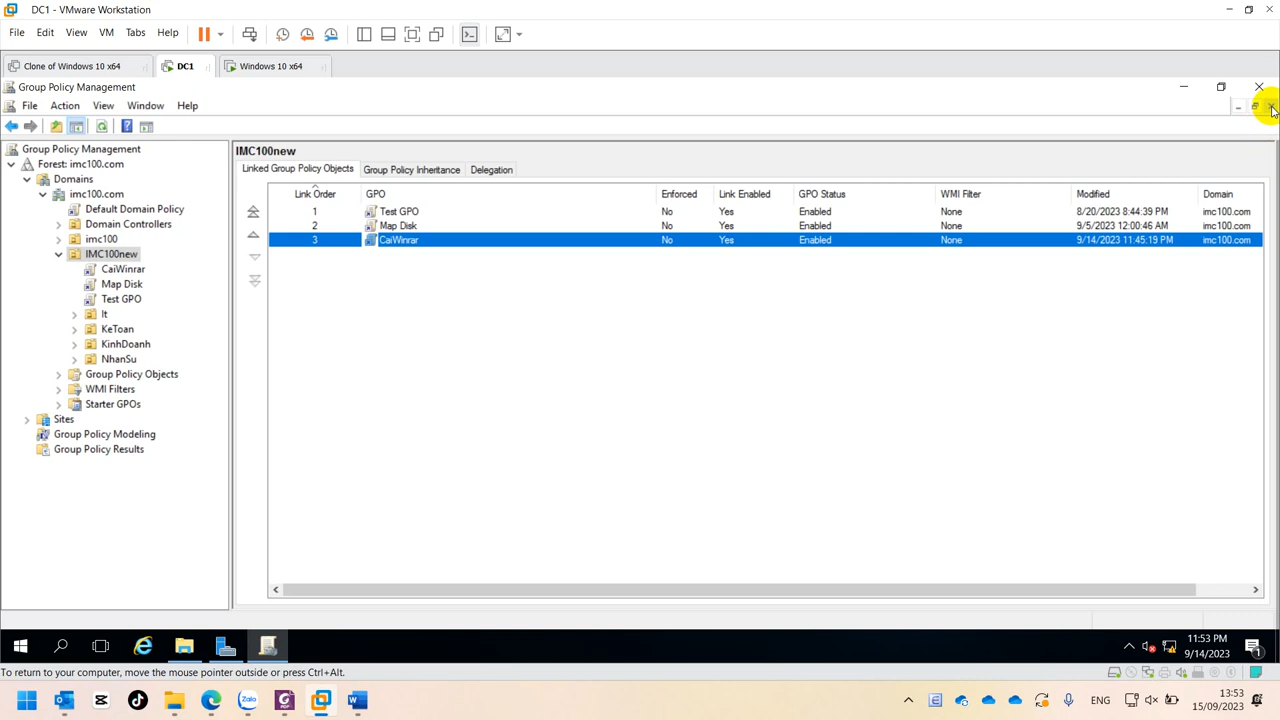 DC1 - VMware Workstation
File Edit View VM Tabs Help
Clone of Windows 10 x64 DC1 Windows 10 x64
Group Policy Management
File Action View Window Help
Group Policy Management
Forest: imc100.com
Domains
imc100.com
Default Domain Policy
Domain Controllers
imc100
IMC100new
CaiWinrar
Map Disk
Test GPO
It
KeToan
KinhDoanh
NhanSu
Group Policy Objects
WMI Filters
Starter GPOs
Sites
Group Policy Modeling
Group Policy Results
IMC100new
Linked Group Policy Objects Group Policy Inheritance Delegation
Link Order GPO Enforced Link Enabled GPO Status WMI Filter Modified Domain
1 Test GPO No Yes Enabled None 8/20/2023 8:44:39 PM imc100.com
2 Map Disk No Yes Enabled None 9/5/2023 12:00:46 AM imc100.com
3 CaiWinrar No Yes Enabled None 9/14/2023 11:45:19 PM imc100.com
11:53 PM
9/14/2023
1
To return to your computer, move the mouse pointer outside or press Ctrl+Alt.
Zalo
PDF
ENG
13:53
15/09/2023